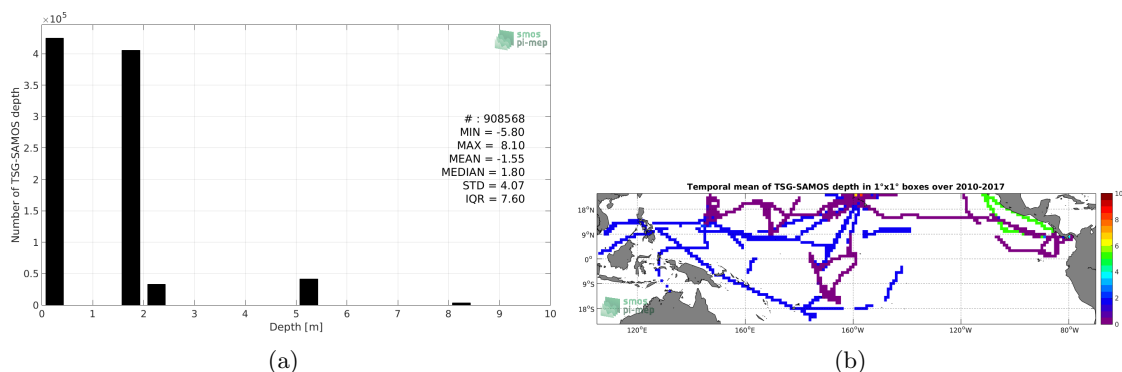 ×10⁵
4
3.5
3
2.5
2
1.5
1
0.5
0
Number of TSG-SAMOS depth
smos
pi-mep
# : 908568
MIN = -5.80
MAX = 8.10
MEAN = -1.55
MEDIAN = 1.80
STD = 4.07
IQR = 7.60
0 1 2 3 4 5 6 7 8 9 10
Depth [m]
(a)
Temporal mean of TSG-SAMOS depth in 1°x1° boxes over 2010-2017
18°N
9°N
0°
9°S
18°S
smos
pi-mep
120°E 160°E 160°W 120°W 80°W
10
8
6
4
2
0
(b)